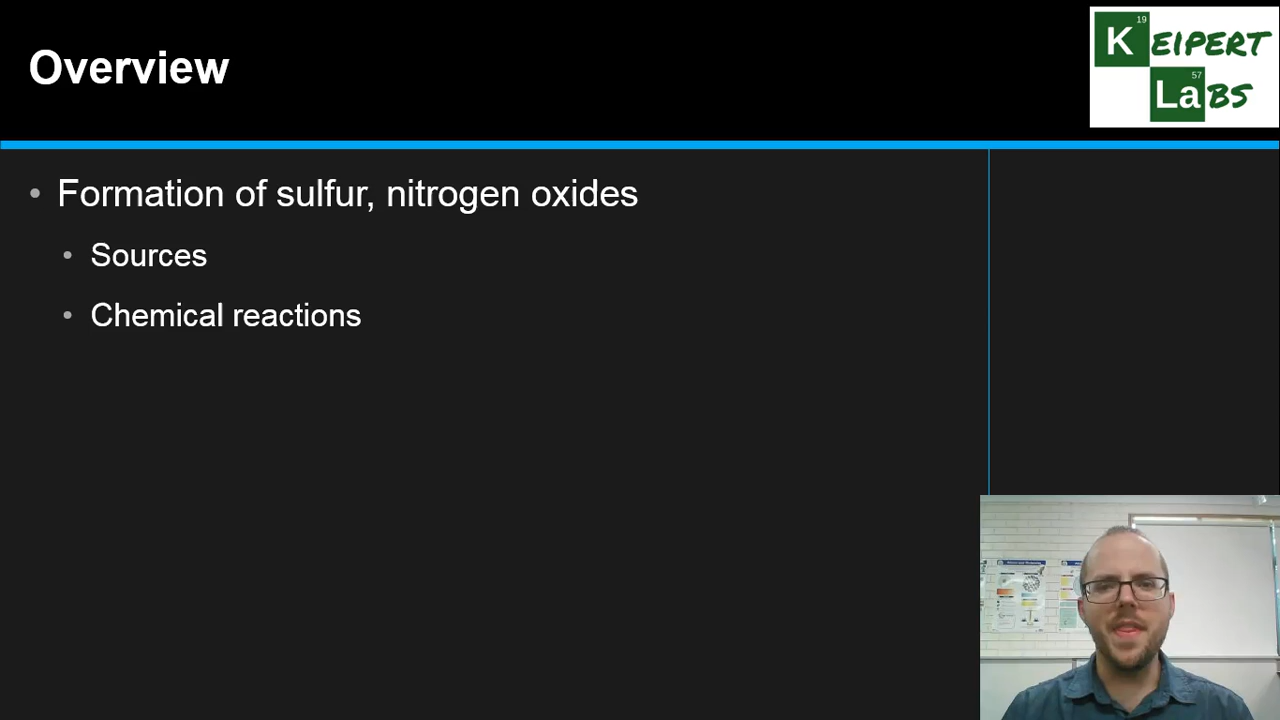 Overview
19
K EIPERT
57
La BS
• Formation of sulfur, nitrogen oxides
• Sources
• Chemical reactions